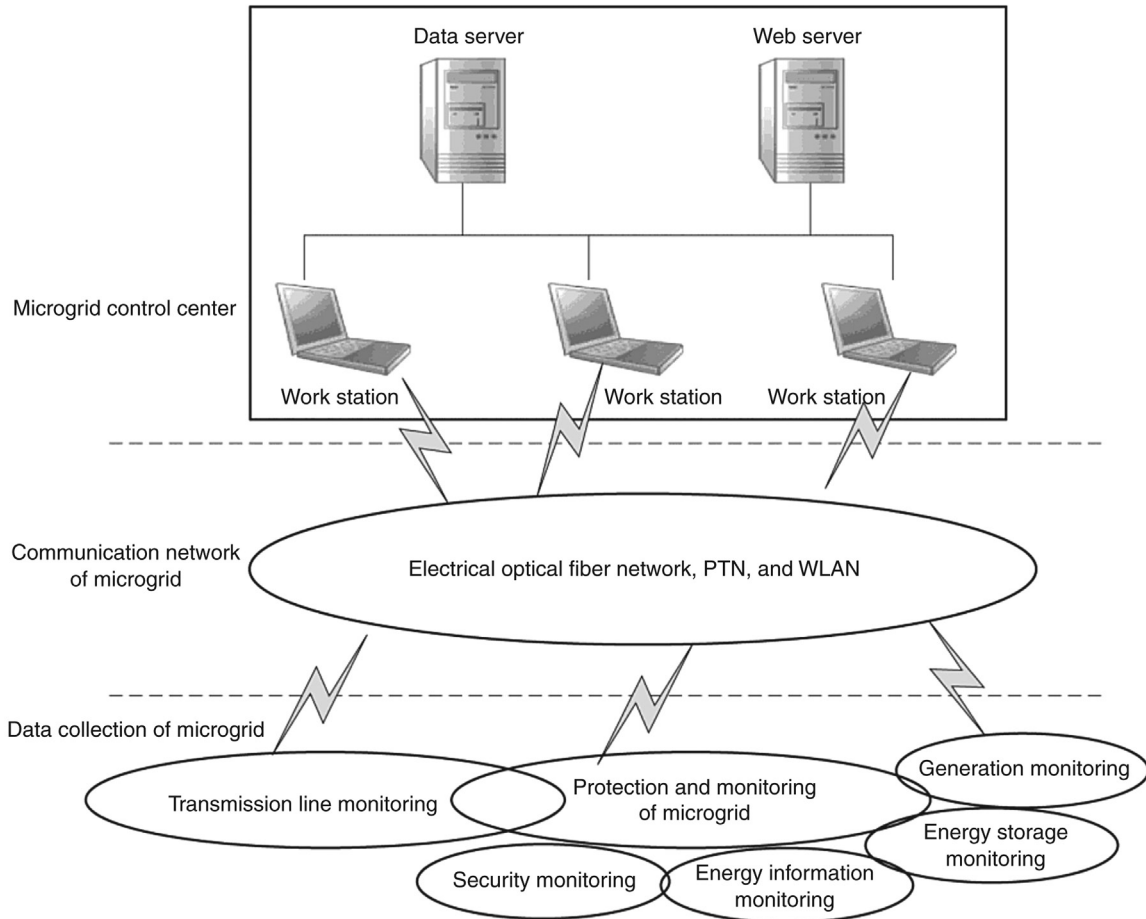 Data server
Web server
Microgrid control center
Work station
Work station
Work station
Communication network
of microgrid
Electrical optical fiber network, PTN, and WLAN
Data collection of microgrid
Transmission line monitoring
Protection and monitoring
of microgrid
Generation monitoring
Energy storage
monitoring
Security monitoring
Energy information
monitoring